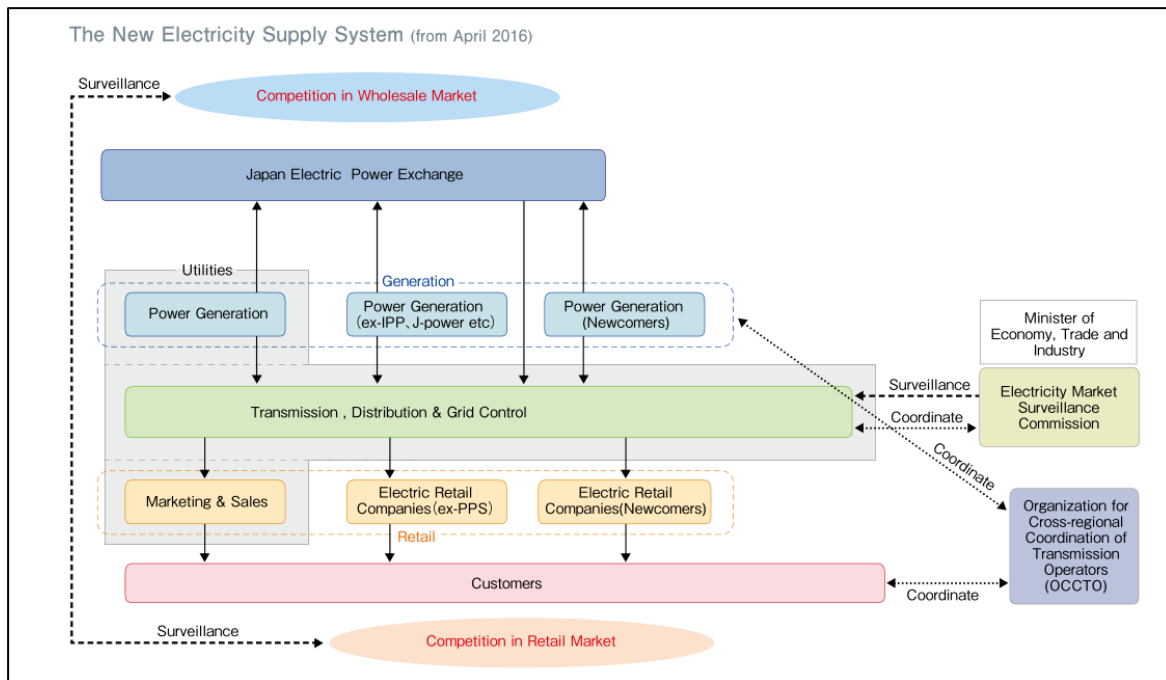 The New Electricity Supply System (from April 2016)
Surveillance
Competition in Wholesale Market
Japan Electric Power Exchange
Utilities
Generation
Power Generation
Power Generation
(ex-IPP、J-power etc)
Power Generation
(Newcomers)
Minister of
Economy, Trade and
Industry
Surveillance
Electricity Market
Surveillance
Commission
Transmission , Distribution & Grid Control
Coordinate
Coordinate
Marketing & Sales
Electric Retail
Companies(ex-PPS)
Electric Retail
Companies(Newcomers)
Retail
Organization for
Cross-regional
Coordination of
Transmission
Operators
(OCCTO)
Customers
Coordinate
Surveillance
Competition in Retail Market